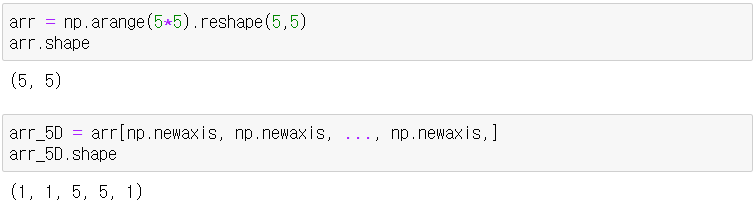 arr = np.arange(5*5).reshape(5,5)
arr.shape
(5, 5)
arr_5D = arr[np.newaxis, np.newaxis, ..., np.newaxis,]
arr_5D.shape
(1, 1, 5, 5, 1)